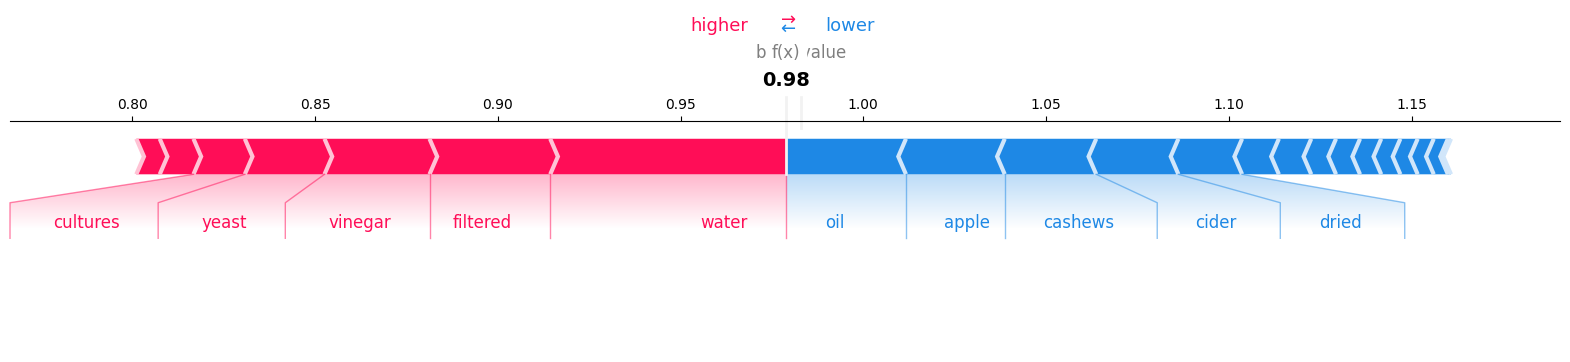 higher ⇄ lower
b f(x) value
0.98
0.80 0.85 0.90 0.95 1.00 1.05 1.10 1.15
cultures yeast vinegar filtered water oil apple cashews cider dried